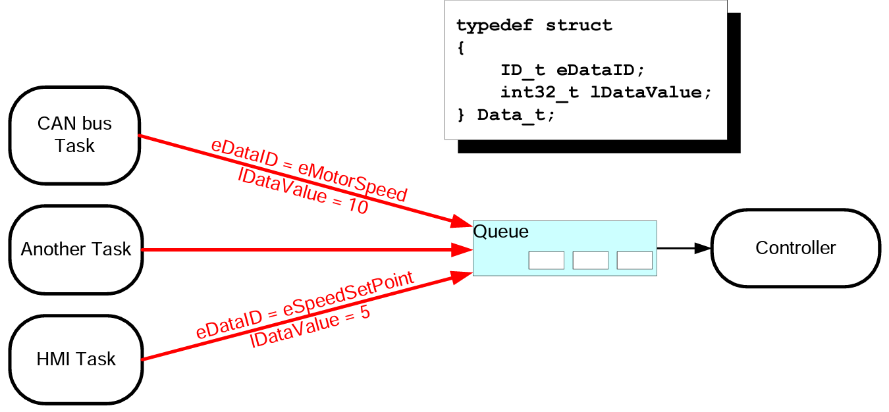 typedef struct
{
    ID_t eDataID;
    int32_t lDataValue;
} Data_t;
CAN bus
Task
eDataID = eMotorSpeed
lDataValue = 10
Another Task
Queue
Controller
eDataID = eSpeedSetPoint
lDataValue = 5
HMI Task